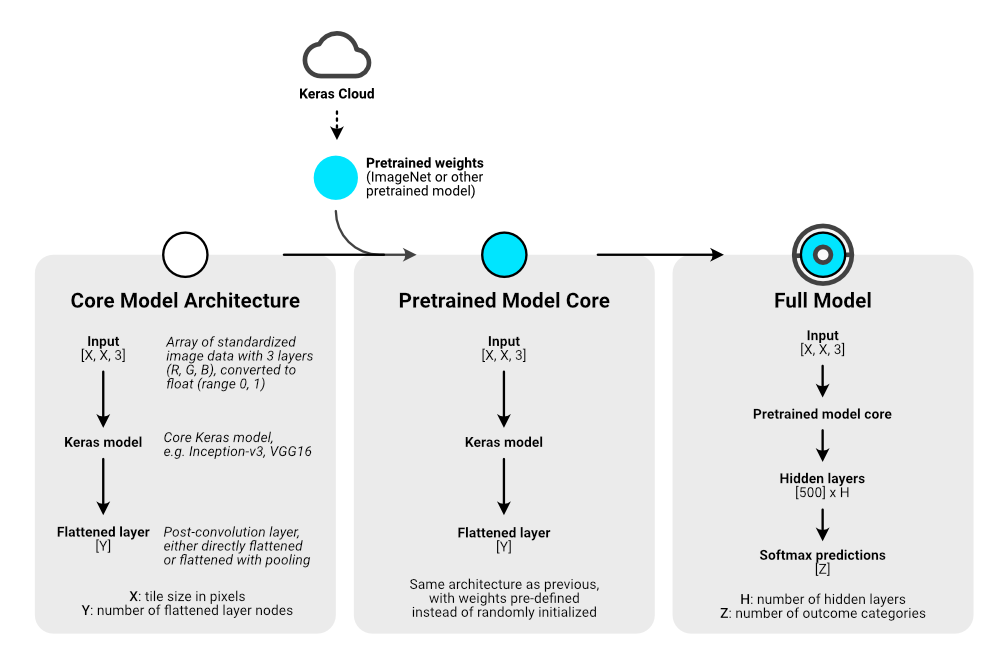 Keras Cloud
Pretrained weights
(ImageNet or other
pretrained model)
Core Model Architecture
Input
[X, X, 3]
Array of standardized
image data with 3 layers
(R, G, B), converted to
float (range 0, 1)
Keras model
Core Keras model,
e.g. Inception-v3, VGG16
Flattened layer
[Y]
Post-convolution layer,
either directly flattened
or flattened with pooling
X: tile size in pixels
Y: number of flattened layer nodes
Pretrained Model Core
Input
[X, X, 3]
Keras model
Flattened layer
[Y]
Same architecture as previous,
with weights pre-defined
instead of randomly initialized
Full Model
Input
[X, X, 3]
Pretrained model core
Hidden layers
[500] x H
Softmax predictions
[Z]
H: number of hidden layers
Z: number of outcome categories